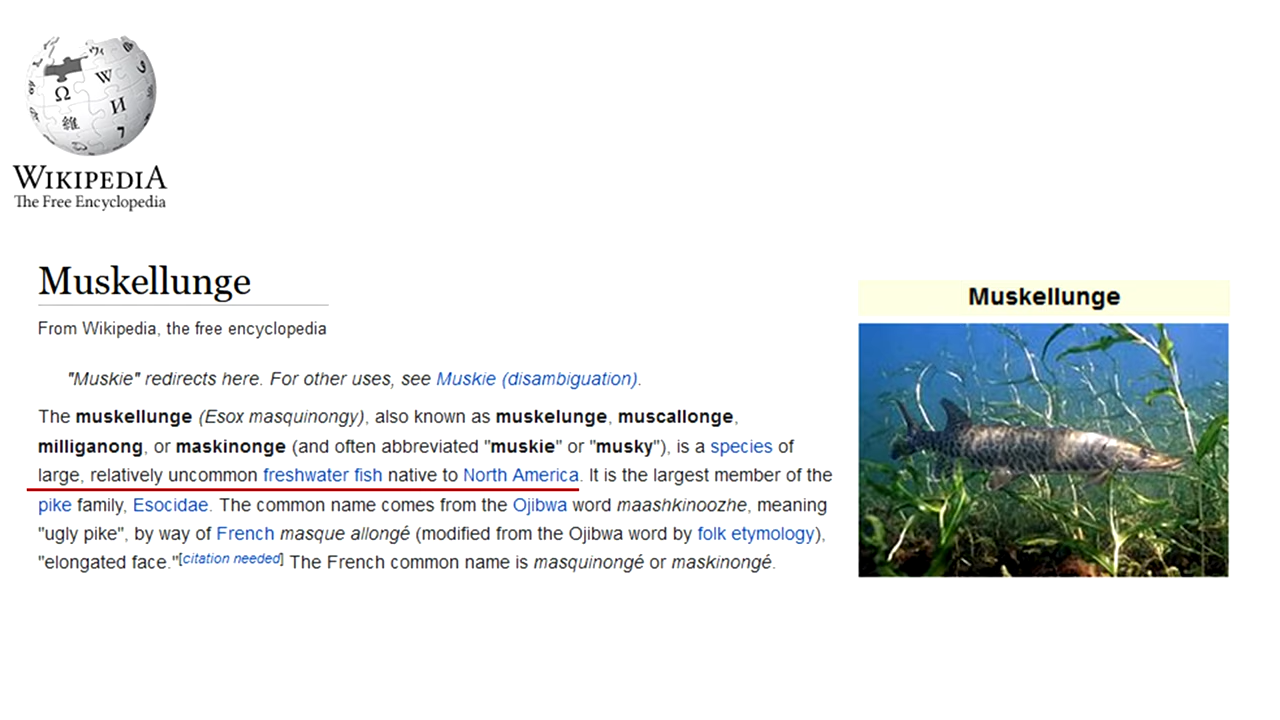 WIKIPEDIA
The Free Encyclopedia
Muskellunge
From Wikipedia, the free encyclopedia
"Muskie" redirects here. For other uses, see Muskie (disambiguation).
The muskellunge (Esox masquinongy), also known as muskelunge, muscallonge,
milliganong, or maskinonge (and often abbreviated "muskie" or "musky"), is a species of
large, relatively uncommon freshwater fish native to North America. It is the largest member of the
pike family, Esocidae. The common name comes from the Ojibwa word maashkinoozhe, meaning
"ugly pike", by way of French masque allongé (modified from the Ojibwa word by folk etymology),
"elongated face."[citation needed] The French common name is masquinongé or maskinongé.
Muskellunge